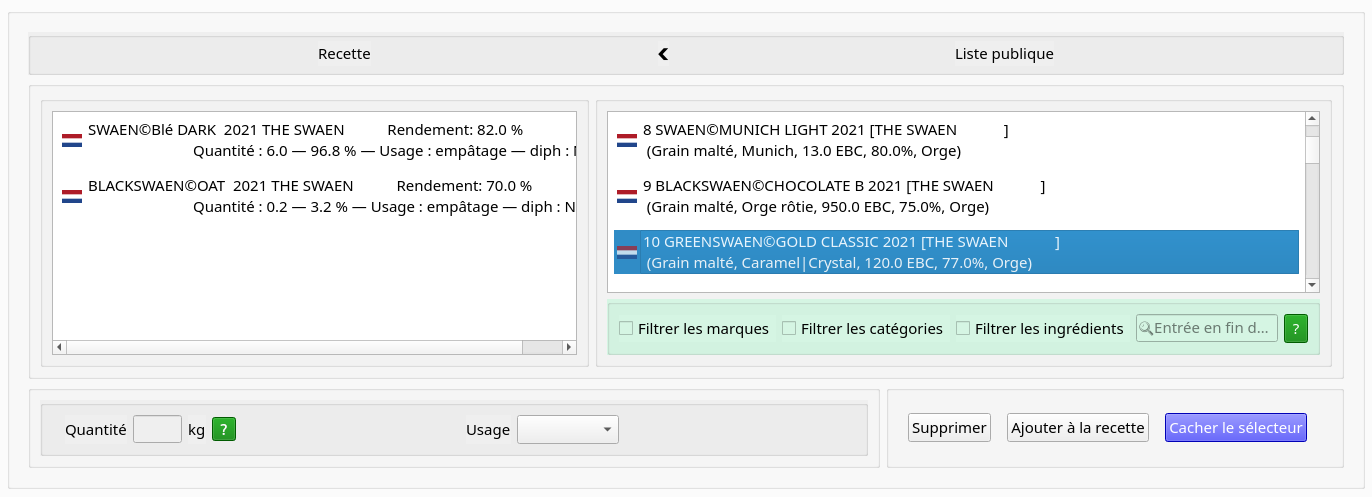 Recette
Liste publique
SWAEN©Blé DARK 2021 THE SWAEN Rendement: 82.0 %
Quantité : 6.0 — 96.8 % — Usage : empâtage — diph :
BLACKSWAEN©OAT 2021 THE SWAEN Rendement: 70.0 %
Quantité : 0.2 — 3.2 % — Usage : empâtage — diph : N
8 SWAEN©MUNICH LIGHT 2021 [THE SWAEN ]
(Grain malté, Munich, 13.0 EBC, 80.0%, Orge)
9 BLACKSWAEN©CHOCOLATE B 2021 [THE SWAEN ]
(Grain malté, Orge rôtie, 950.0 EBC, 75.0%, Orge)
10 GREENSWAEN©GOLD CLASSIC 2021 [THE SWAEN ]
(Grain malté, Caramel|Crystal, 120.0 EBC, 77.0%, Orge)
Filtrer les marques
Filtrer les catégories
Filtrer les ingrédients
Entrée en fin d...
?
Quantité
kg
?
Usage
Supprimer
Ajouter à la recette
Cacher le sélecteur